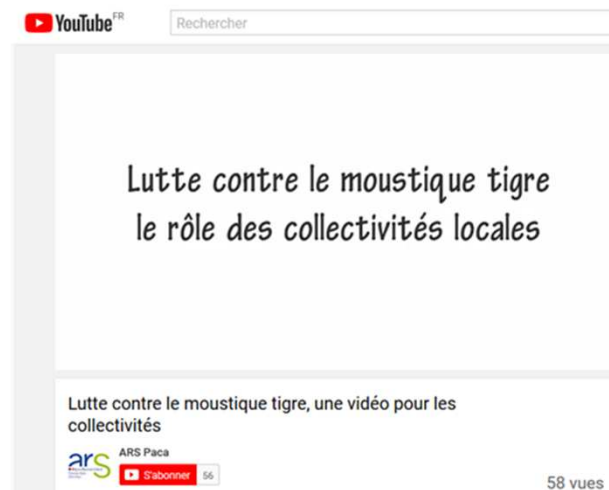 YouTube FR
Rechercher
Lutte contre le moustique tigre
le rôle des collectivités locales
Lutte contre le moustique tigre, une vidéo pour les
collectivités
ars
ARS Paca
S'abonner 56
58 vues